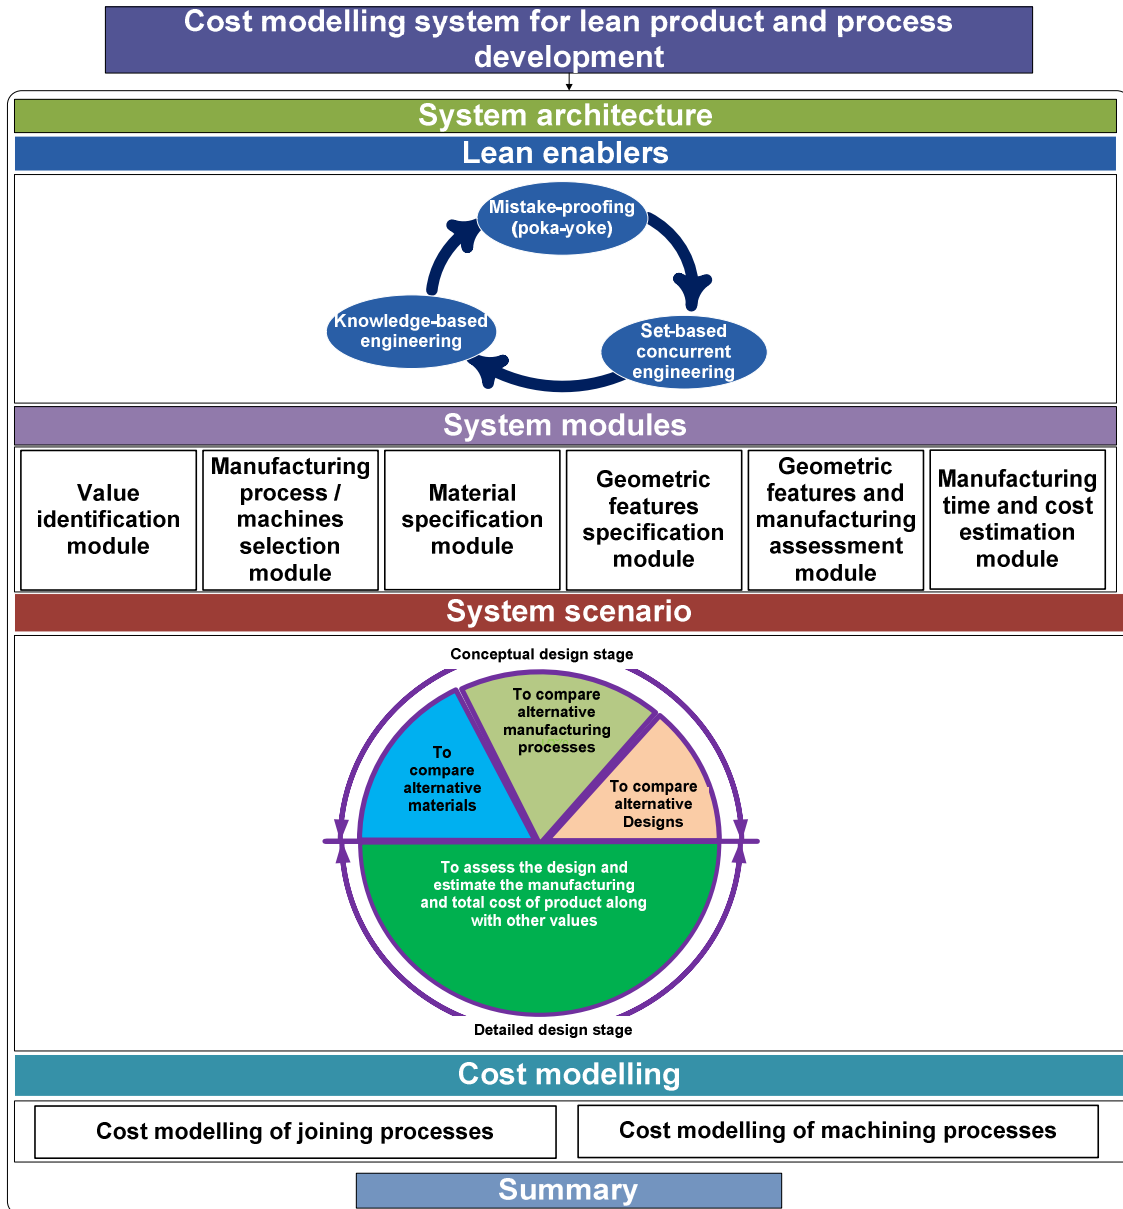 Cost modelling system for lean product and process
development
System architecture
Lean enablers
Mistake-proofing
(poka-yoke)
Knowledge-based
engineering
Set-based
concurrent
engineering
System modules
Value
identification
module
Manufacturing
process /
machines
selection
module
Material
specification
module
Geometric
features
specification
module
Geometric
features and
manufacturing
assessment
module
Manufacturing
time and cost
estimation
module
System scenario
Conceptual design stage
To
compare
alternative
materials
To compare
alternative
manufacturing
processes
To compare
alternative
Designs
To assess the design and
estimate the manufacturing
and total cost of product along
with other values
Detailed design stage
Cost modelling
Cost modelling of joining processes
Cost modelling of machining processes
Summary